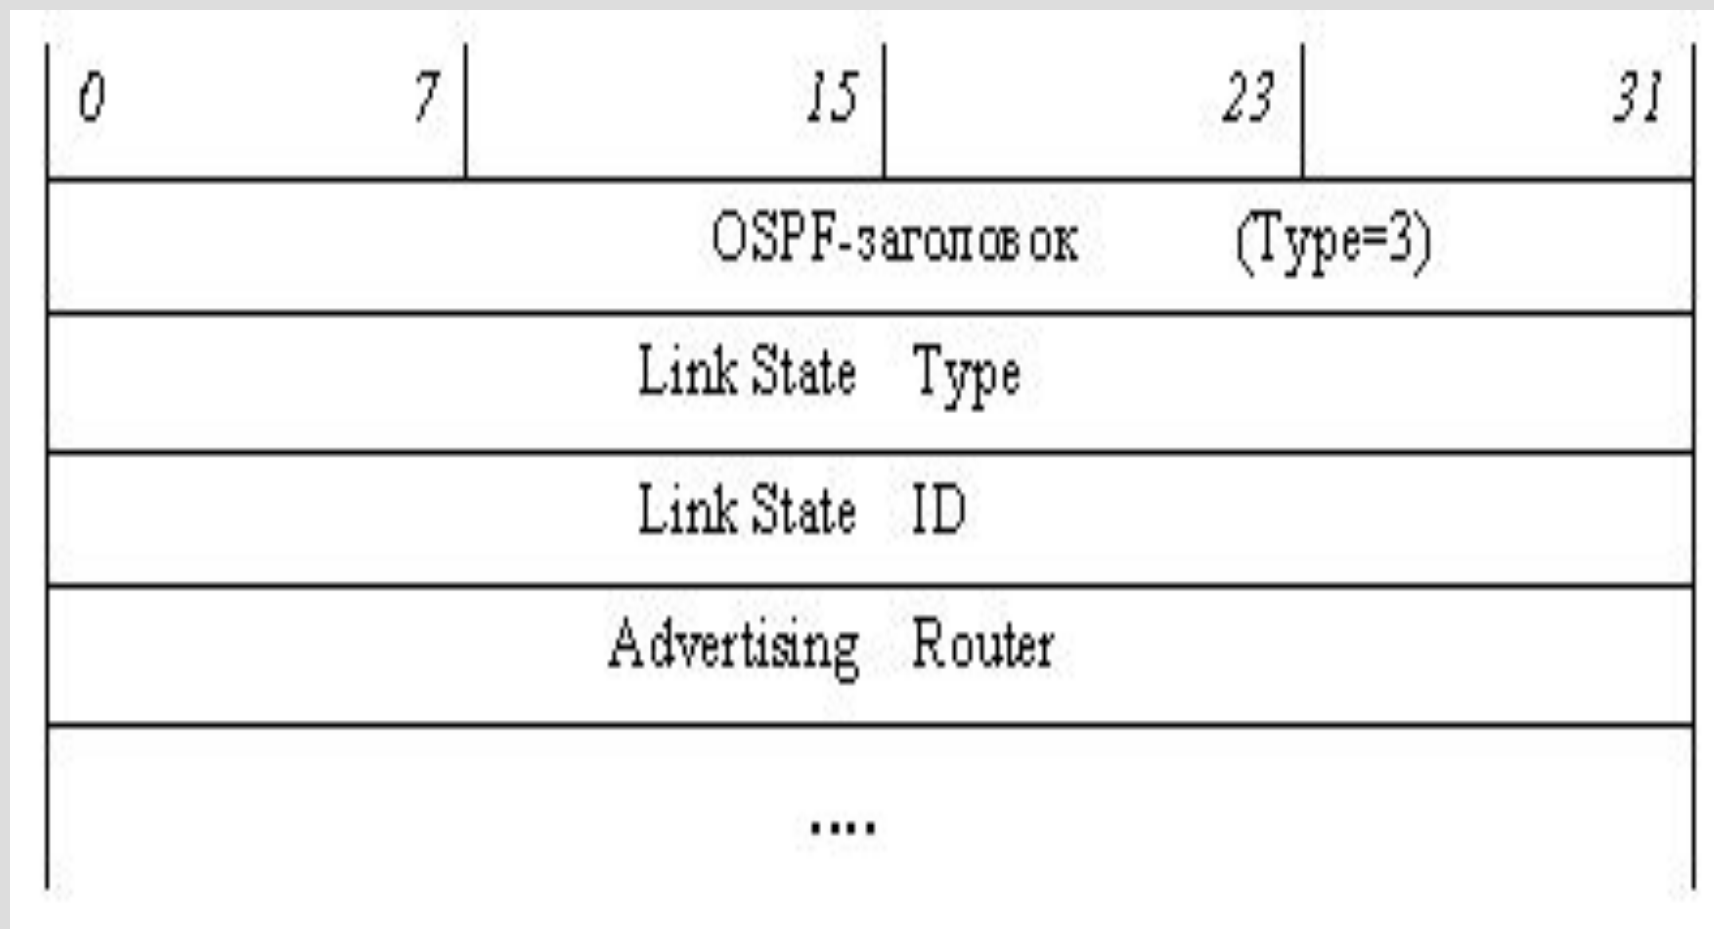 0 7 15 23 31
OSPF-заголовок (Type=3)
Link State Type
Link State ID
Advertising Router
....